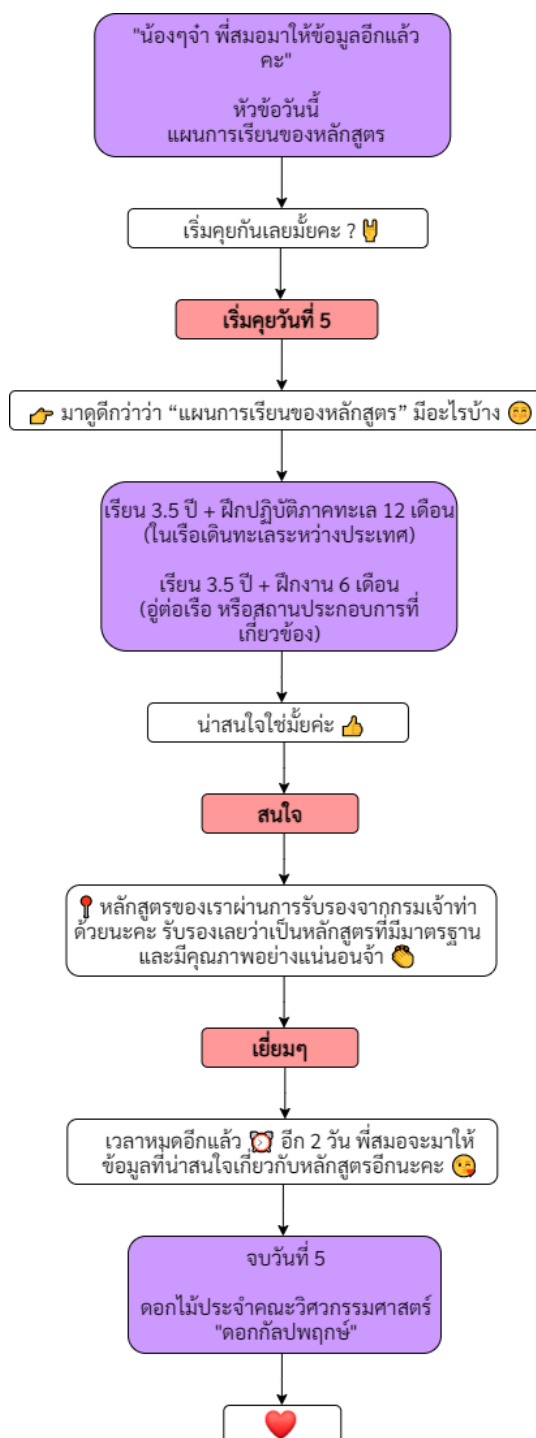 "น้องๆจ๋า พี่สมอมาให้ข้อมูลอีกแล้ว
คะ"
หัวข้อวันนี้
แผนการเรียนของหลักสูตร
เริ่มคุยกันเลยมั้ยคะ ? 🤘
เริ่มคุยวันที่ 5
👉 มาดูดีกว่าว่า “แผนการเรียนของหลักสูตร” มีอะไรบ้าง 🤭
เรียน 3.5 ปี + ฝึกปฏิบัติภาคทะเล 12 เดือน
(ในเรือเดินทะเลระหว่างประเทศ)
เรียน 3.5 ปี + ฝึกงาน 6 เดือน
(อู่ต่อเรือ หรือสถานประกอบการที่
เกี่ยวข้อง)
น่าสนใจใช่มั้ยค่ะ 👍
สนใจ
📍 หลักสูตรของเราผ่านการรับรองจากกรมเจ้าท่า
ด้วยนะคะ รับรองเลยว่าเป็นหลักสูตรที่มีมาตรฐาน
และมีคุณภาพอย่างแน่นอนจ้า 👏
เยี่ยมๆ
เวลาหมดอีกแล้ว ⏰ อีก 2 วัน พี่สมอจะมาให้
ข้อมูลที่น่าสนใจเกี่ยวกับหลักสูตรอีกนะคะ 😘
จบวันที่ 5
ดอกไม้ประจำคณะวิศวกรรมศาสตร์
"ดอกกัลปพฤกษ์"
❤️